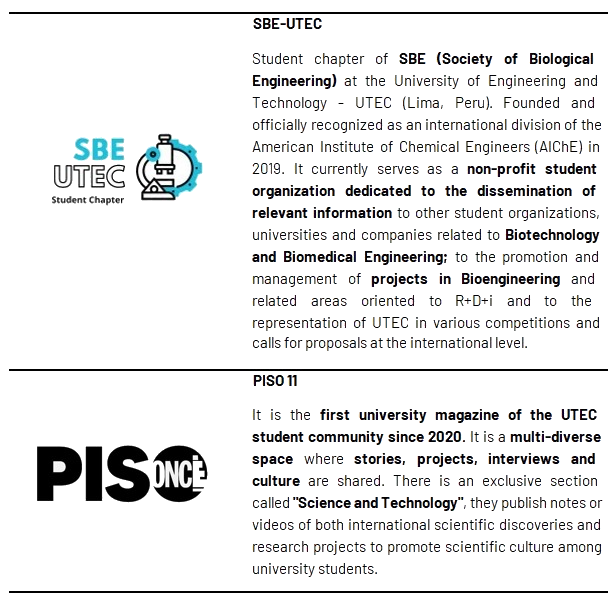 SBE-UTEC
SBE
UTEC
Student Chapter
Student chapter of SBE (Society of Biological
Engineering) at the University of Engineering and
Technology - UTEC (Lima, Peru). Founded and
officially recognized as an international division of the
American Institute of Chemical Engineers (AIChE) in
2019. It currently serves as a non-profit student
organization dedicated to the dissemination of
relevant information to other student organizations,
universities and companies related to Biotechnology
and Biomedical Engineering; to the promotion and
management of projects in Bioengineering and
related areas oriented to R+D+i and to the
representation of UTEC in various competitions and
calls for proposals at the international level.
PISO 11
PISO
ONCE
It is the first university magazine of the UTEC
student community since 2020. It is a multi-diverse
space where stories, projects, interviews and
culture are shared. There is an exclusive section
called "Science and Technology", they publish notes or
videos of both international scientific discoveries and
research projects to promote scientific culture among
university students.